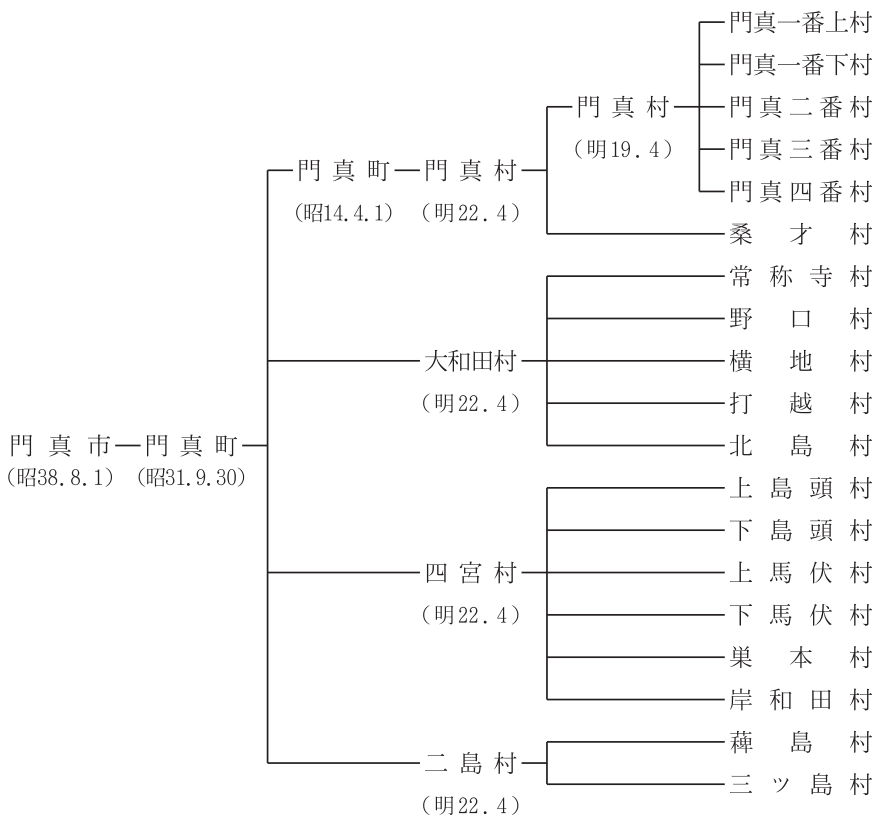 門真一番上村
門真一番下村
門真村 門真二番村
(明19.4) 門真三番村
門真町 門真村 門真四番村
(昭14.4.1) (明22.4)
桑才村
常称寺村
野口村
大和田村 横地村
(明22.4) 打越村
門真市 門真町 北島村
(昭38.8.1) (昭31.9.30)
上島頭村
下島頭村
四宮村 上馬伏村
(明22.4) 下馬伏村
巣本村
岸和田村
薭島村
二島村
三ツ島村
(明22.4)